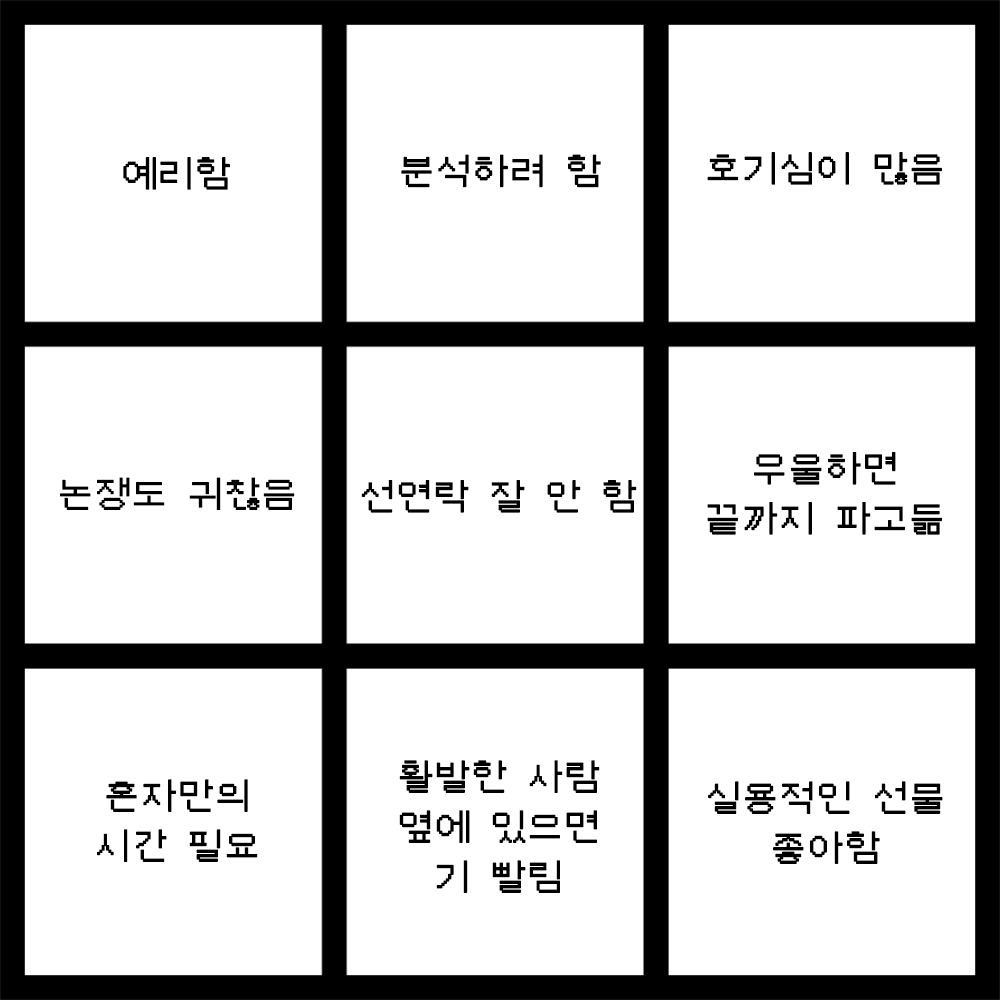 예리함
분석하려 함
호기심이 많음
논쟁도 귀찮음
선연락 잘 안 함
우울하면
끝까지 파고듦
혼자만의
시간 필요
활발한 사람
옆에 있으면
기 빨림
실용적인 선물
좋아함